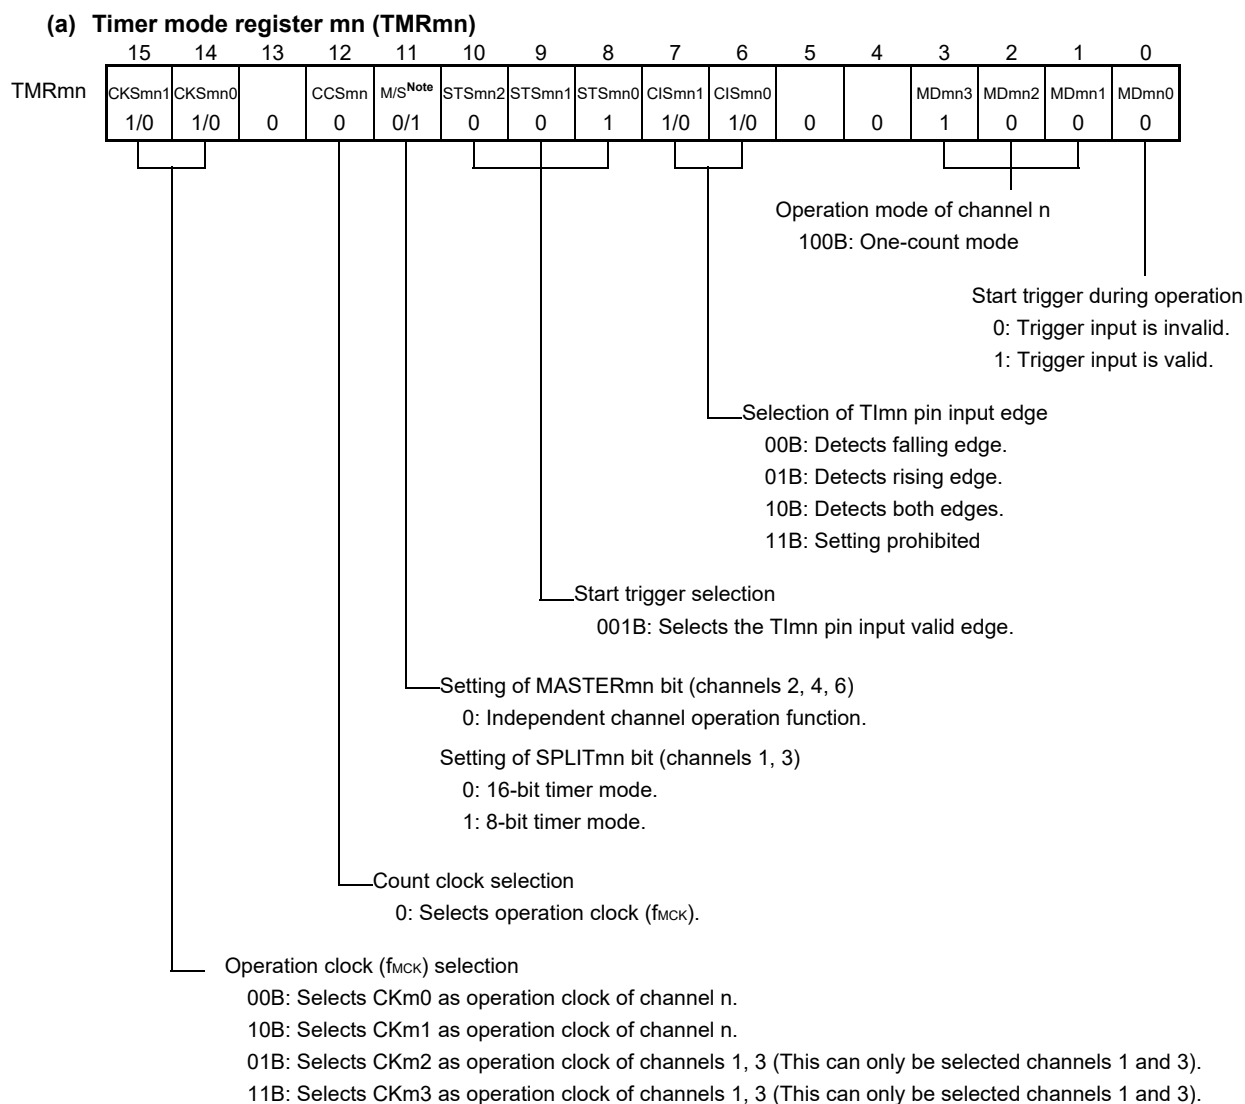 (a) Timer mode register mn (TMRmn)
15 14 13 12 11 10 9 8 7 6 5 4 3 2 1 0
TMRmn CKSmn1 CKSmn0 CCSmn M/S Note STSmn2 STSmn1 STSmn0 CISmn1 CISmn0 MDmn3 MDmn2 MDmn1 MDmn0
1/0 1/0 0 0 0/1 0 0 1 1/0 1/0 0 0 1 0 0 0
Operation mode of channel n
100B: One-count mode
Start trigger during operation
0: Trigger input is invalid.
1: Trigger input is valid.
Selection of TImn pin input edge
00B: Detects falling edge.
01B: Detects rising edge.
10B: Detects both edges.
11B: Setting prohibited
Start trigger selection
001B: Selects the TImn pin input valid edge.
Setting of MASTERmn bit (channels 2, 4, 6)
0: Independent channel operation function.
Setting of SPLITmn bit (channels 1, 3)
0: 16-bit timer mode.
1: 8-bit timer mode.
Count clock selection
0: Selects operation clock (fMCK).
Operation clock (fMCK) selection
00B: Selects CKm0 as operation clock of channel n.
10B: Selects CKm1 as operation clock of channel n.
01B: Selects CKm2 as operation clock of channels 1, 3 (This can only be selected channels 1 and 3).
11B: Selects CKm3 as operation clock of channels 1, 3 (This can only be selected channels 1 and 3).